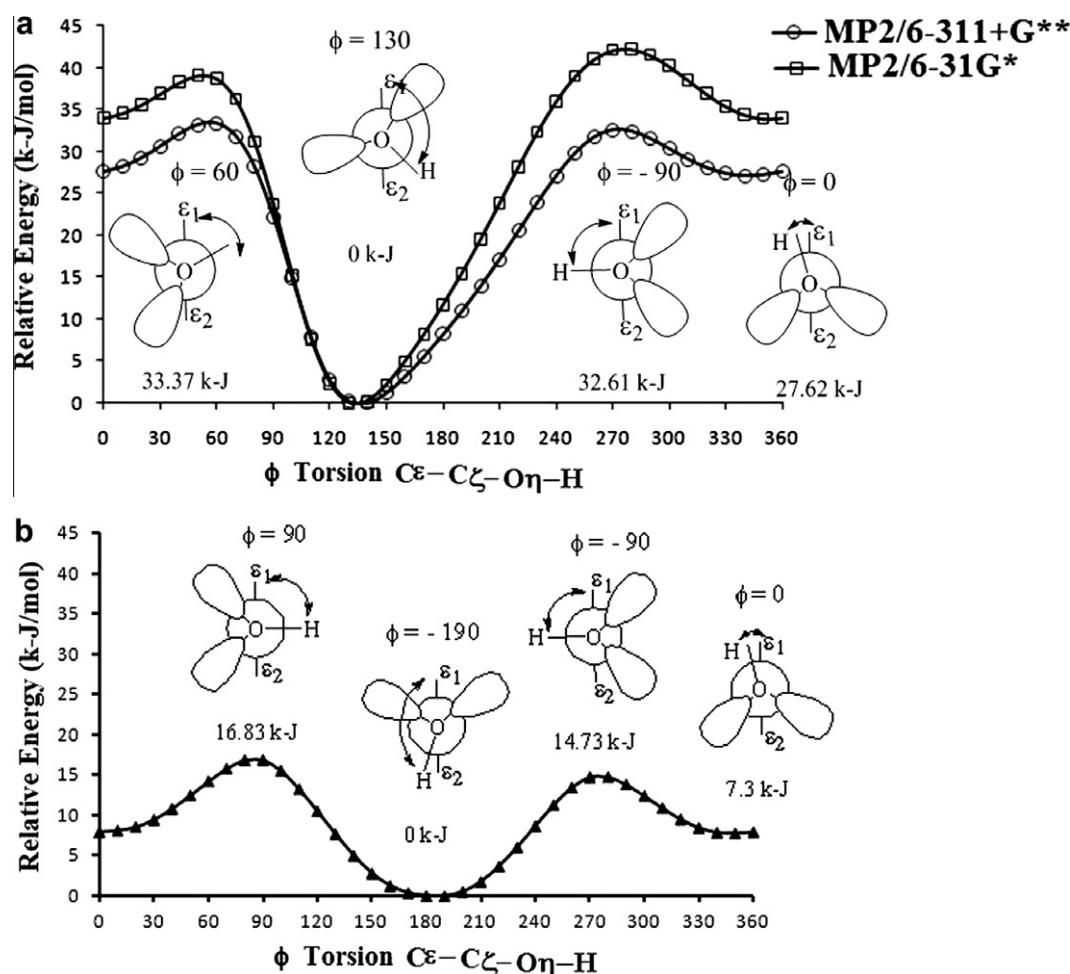 a
MP2/6-311+G**
MP2/6-31G*
Relative Energy (k-J/mol)
45
40
35
30
25
20
15
10
5
0
ϕ = 60
ε1
O
ε2
33.37 k-J
ϕ = 130
ε1
O
H
ε2
0 k-J
ϕ = - 90
ε1
H
O
ε2
32.61 k-J
ϕ = 0
H
ε1
O
ε2
27.62 k-J
0 30 60 90 120 150 180 210 240 270 300 330 360
ϕ Torsion Cε–Cζ–Oη–H
b
Relative Energy (k-J/mol)
45
40
35
30
25
20
15
10
5
0
ϕ = 90
ε1
O
H
ε2
16.83 k-J
ϕ = - 190
ε1
O
H
ε2
0 k-J
ϕ = - 90
ε1
H
O
ε2
14.73 k-J
ϕ = 0
H
ε1
O
ε2
7.3 k-J
0 30 60 90 120 150 180 210 240 270 300 330 360
ϕ Torsion Cε–Cζ–Oη–H